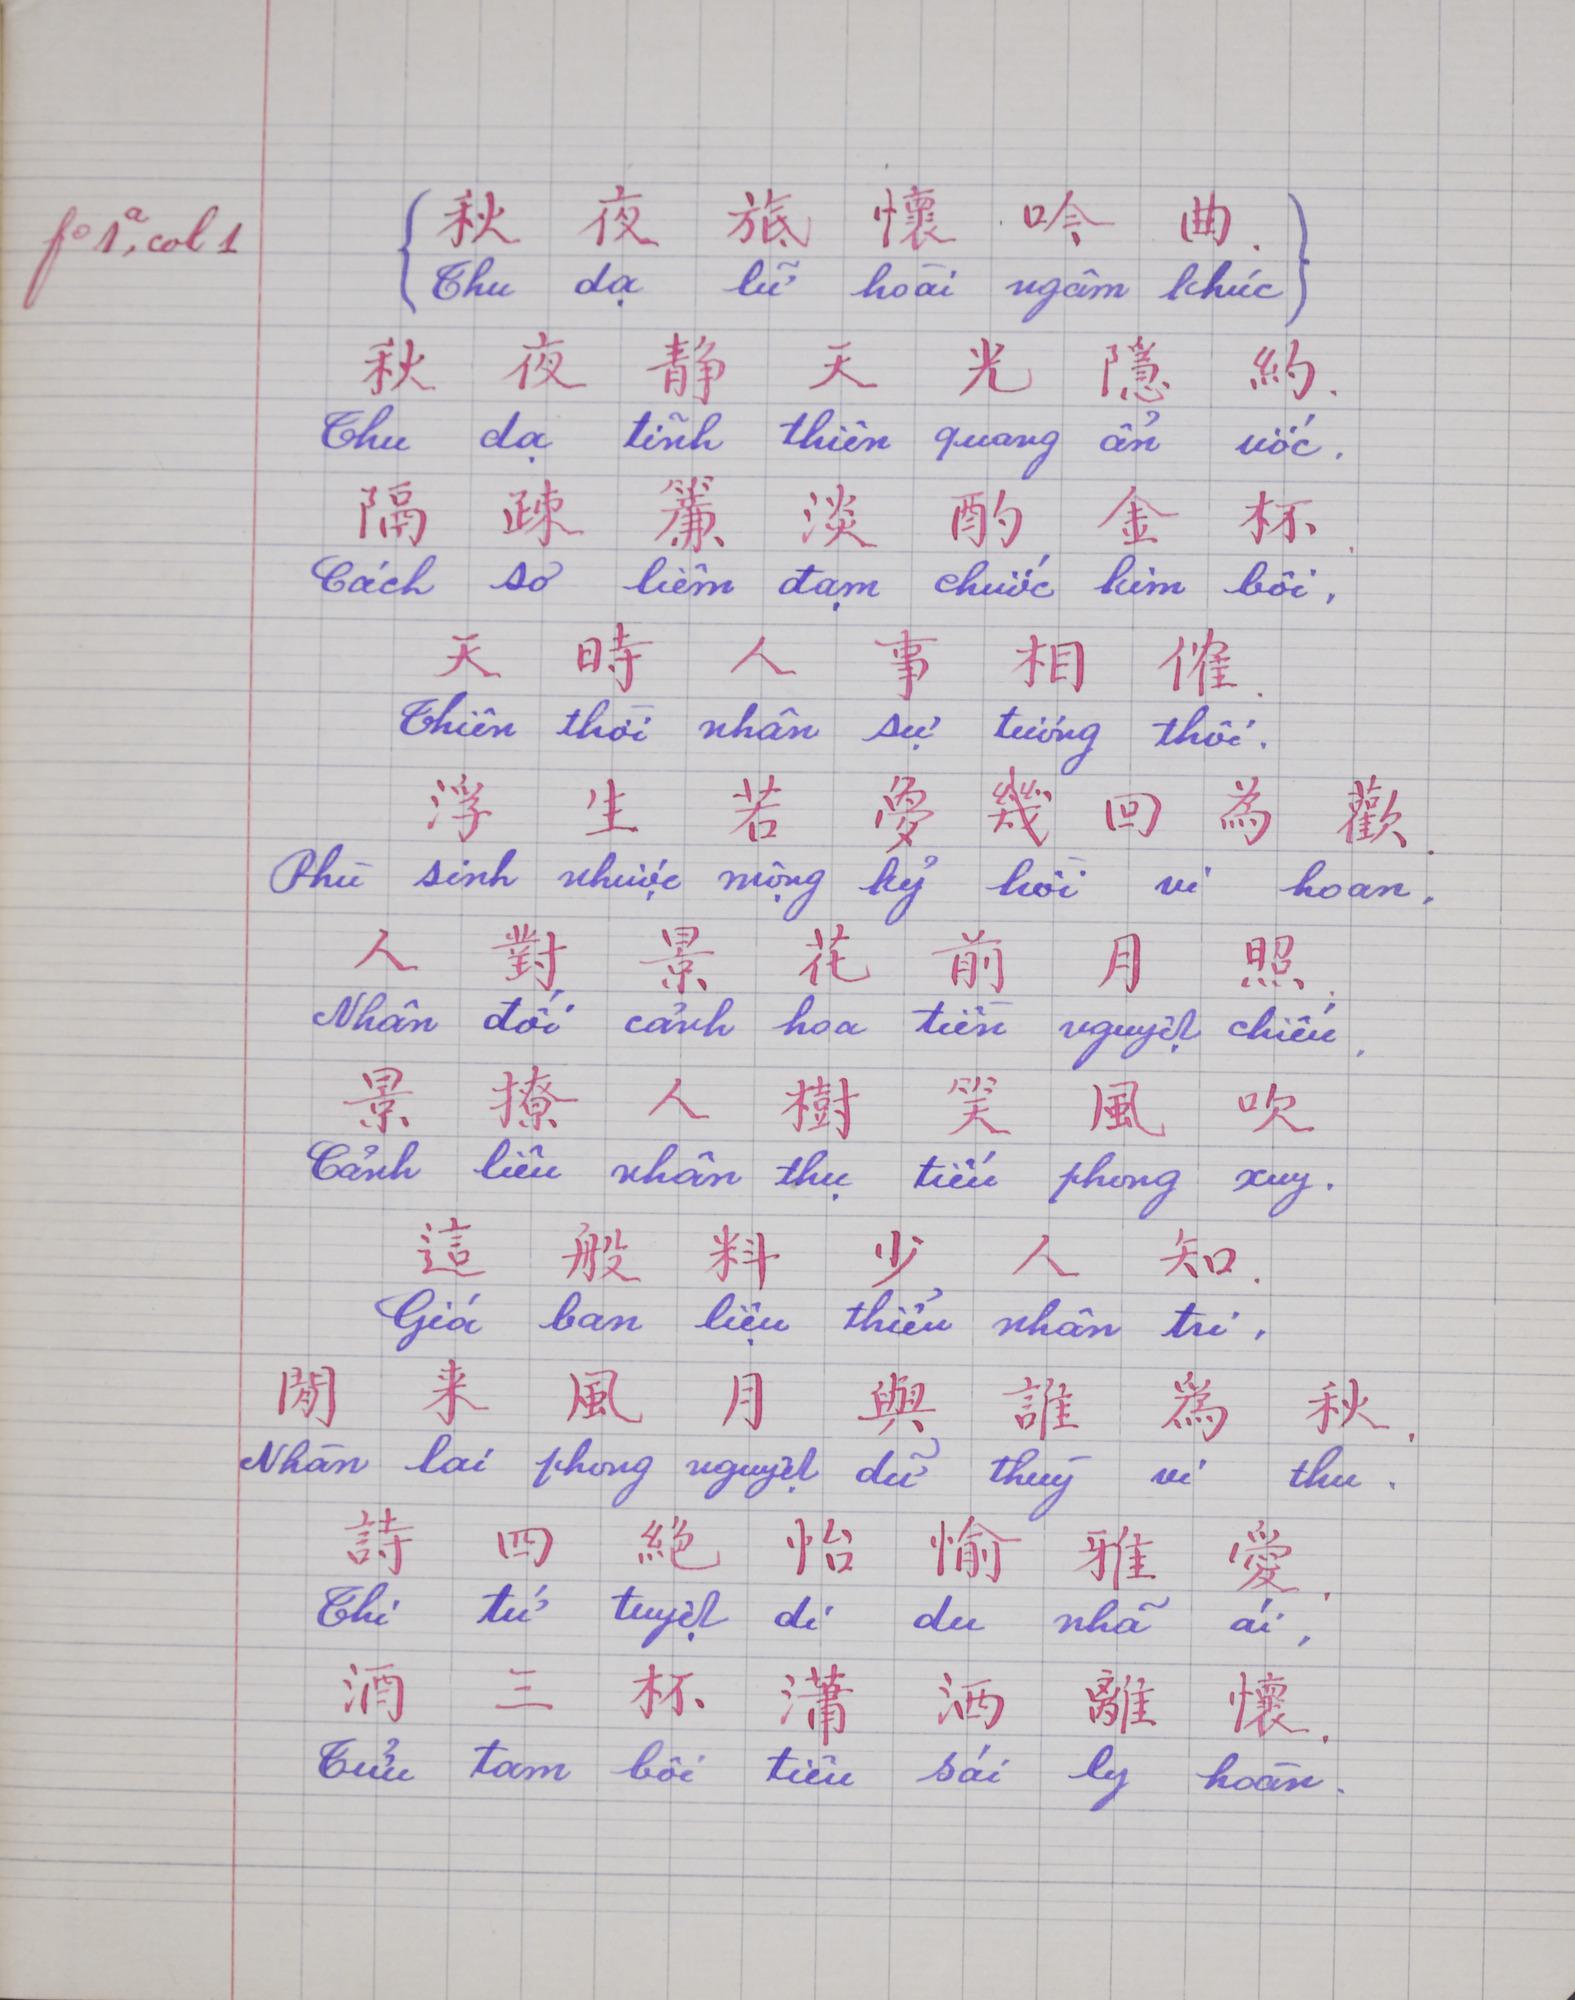 fo 1a, col 1
秋 夜 旅 懷 吟 曲.
Thu dạ lữ hoài ngâm khúc
秋 夜 静 天 光 隱 約.
Thu dạ tĩnh thiên quang ẩn ước.
隔 疎 簾 淡 酌 金 杯.
Cách sơ liêm đạm chước kim bôi.
天 時 人 事 相 催.
Thiên thời nhân sự tương thôi.
浮 生 若 夢 幾 回 為 歡.
Phù sinh nhược mộng kỷ hồi vi hoan.
人 對 景 花 前 月 照.
Nhân đối cảnh hoa tiền nguyệt chiếu.
景 撩 人 樹 笑 風 吹
Cảnh liêu nhân thụ tiếu phong xuy.
這 般 料 少 人 知.
Giá ban liệu thiểu nhân tri.
閒 来 風 月 與 誰 為 秋.
Nhàn lai phong nguyệt dữ thuỳ vi thu.
詩 四 絶 怡 愉 雅 愛.
Thi tứ tuyệt di du nhã ái,
酒 三 杯 瀟 洒 離 懷.
Tửu tam bôi tiêu sái ly hoàn.